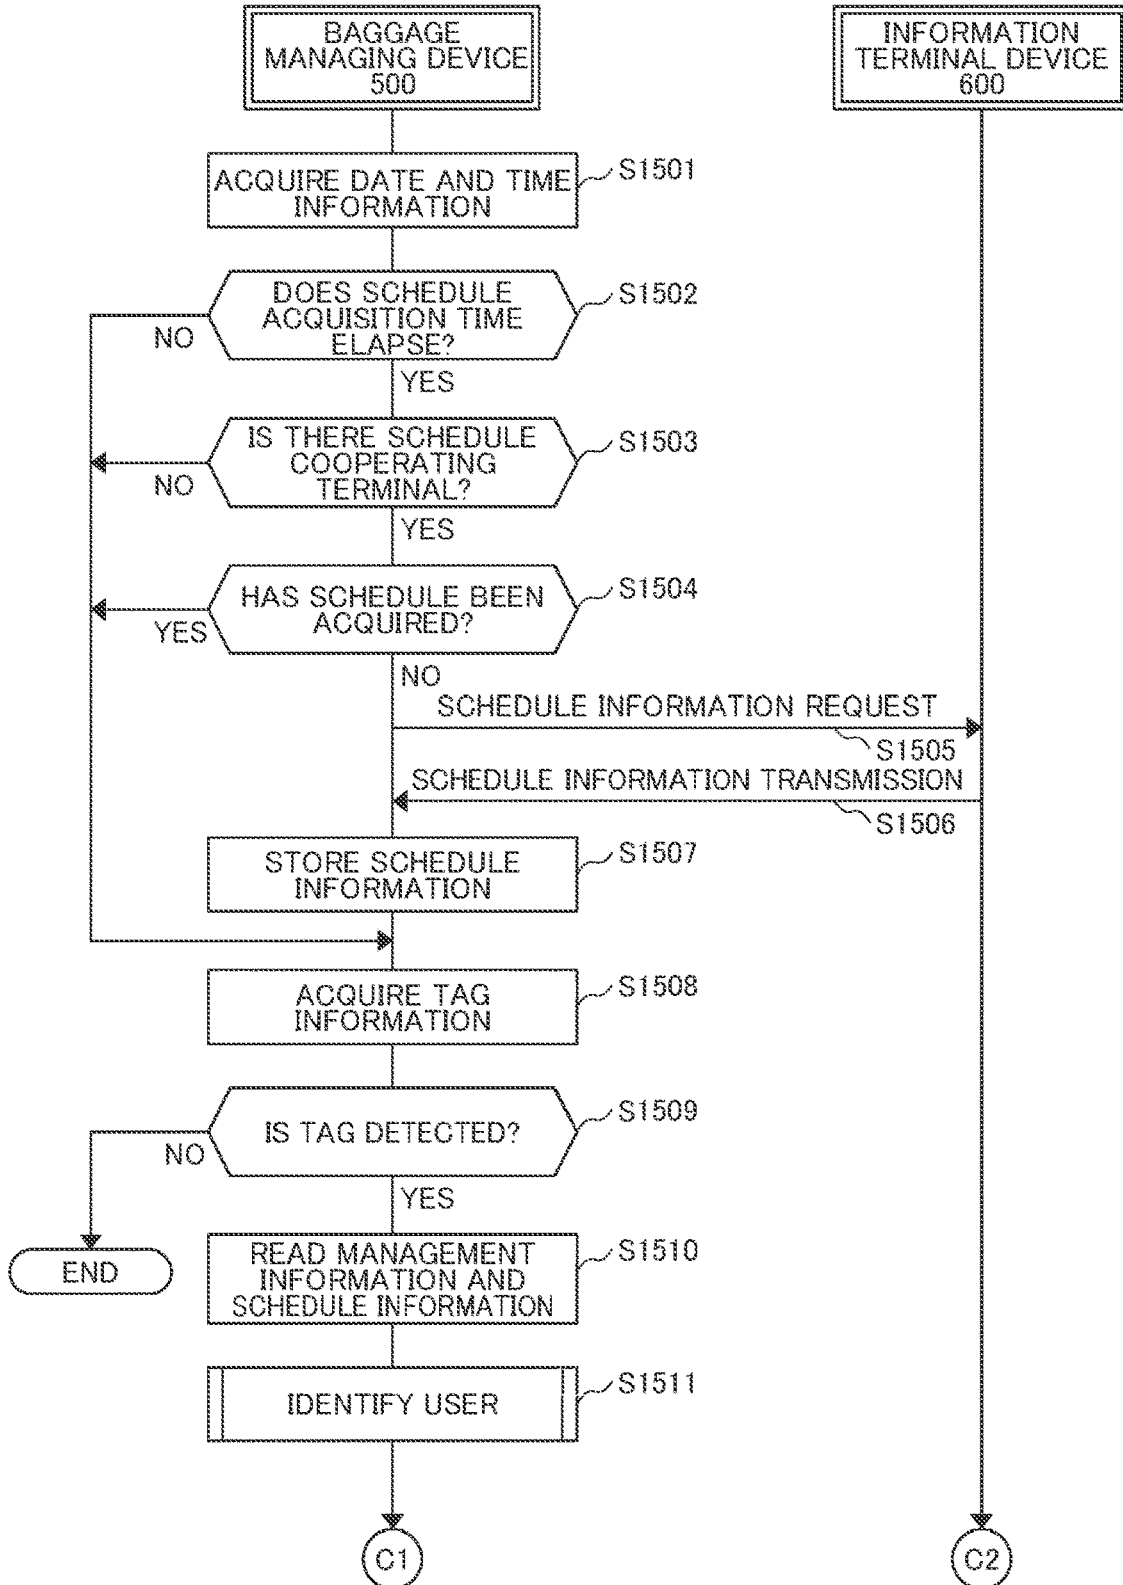 BAGGAGE
MANAGING DEVICE
500
INFORMATION
TERMINAL DEVICE
600
ACQUIRE DATE AND TIME
INFORMATION
S1501
DOES SCHEDULE
ACQUISITION TIME
ELAPSE?
S1502
NO
YES
IS THERE SCHEDULE
COOPERATING
TERMINAL?
S1503
NO
YES
HAS SCHEDULE BEEN
ACQUIRED?
S1504
YES
NO
SCHEDULE INFORMATION REQUEST
S1505
SCHEDULE INFORMATION TRANSMISSION
S1506
STORE SCHEDULE
INFORMATION
S1507
ACQUIRE TAG
INFORMATION
S1508
IS TAG DETECTED?
S1509
NO
YES
END
READ MANAGEMENT
INFORMATION AND
SCHEDULE INFORMATION
S1510
IDENTIFY USER
S1511
C1
C2